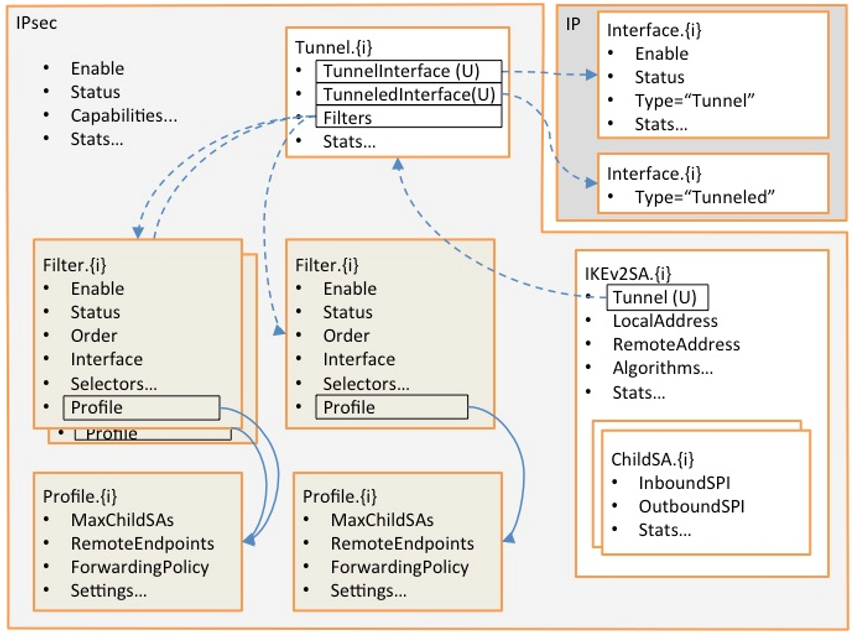 IPsec
• Enable
• Status
• Capabilities...
• Stats...
Tunnel.{i}
• TunnelInterface (U)
• TunneledInterface(U)
• Filters
• Stats...
IP
Interface.{i}
• Enable
• Status
• Type=“Tunnel”
• Stats...
Interface.{i}
• Type=“Tunneled”
Filter.{i}
• Enable
• Status
• Order
• Interface
• Selectors...
• Profile
• Profile
Filter.{i}
• Enable
• Status
• Order
• Interface
• Selectors...
• Profile
IKEv2SA.{i}
• Tunnel (U)
• LocalAddress
• RemoteAddress
• Algorithms...
• Stats...
ChildSA.{i}
• InboundSPI
• OutboundSPI
• Stats...
Profile.{i}
• MaxChildSAs
• RemoteEndpoints
• ForwardingPolicy
• Settings...
Profile.{i}
• MaxChildSAs
• RemoteEndpoints
• ForwardingPolicy
• Settings...